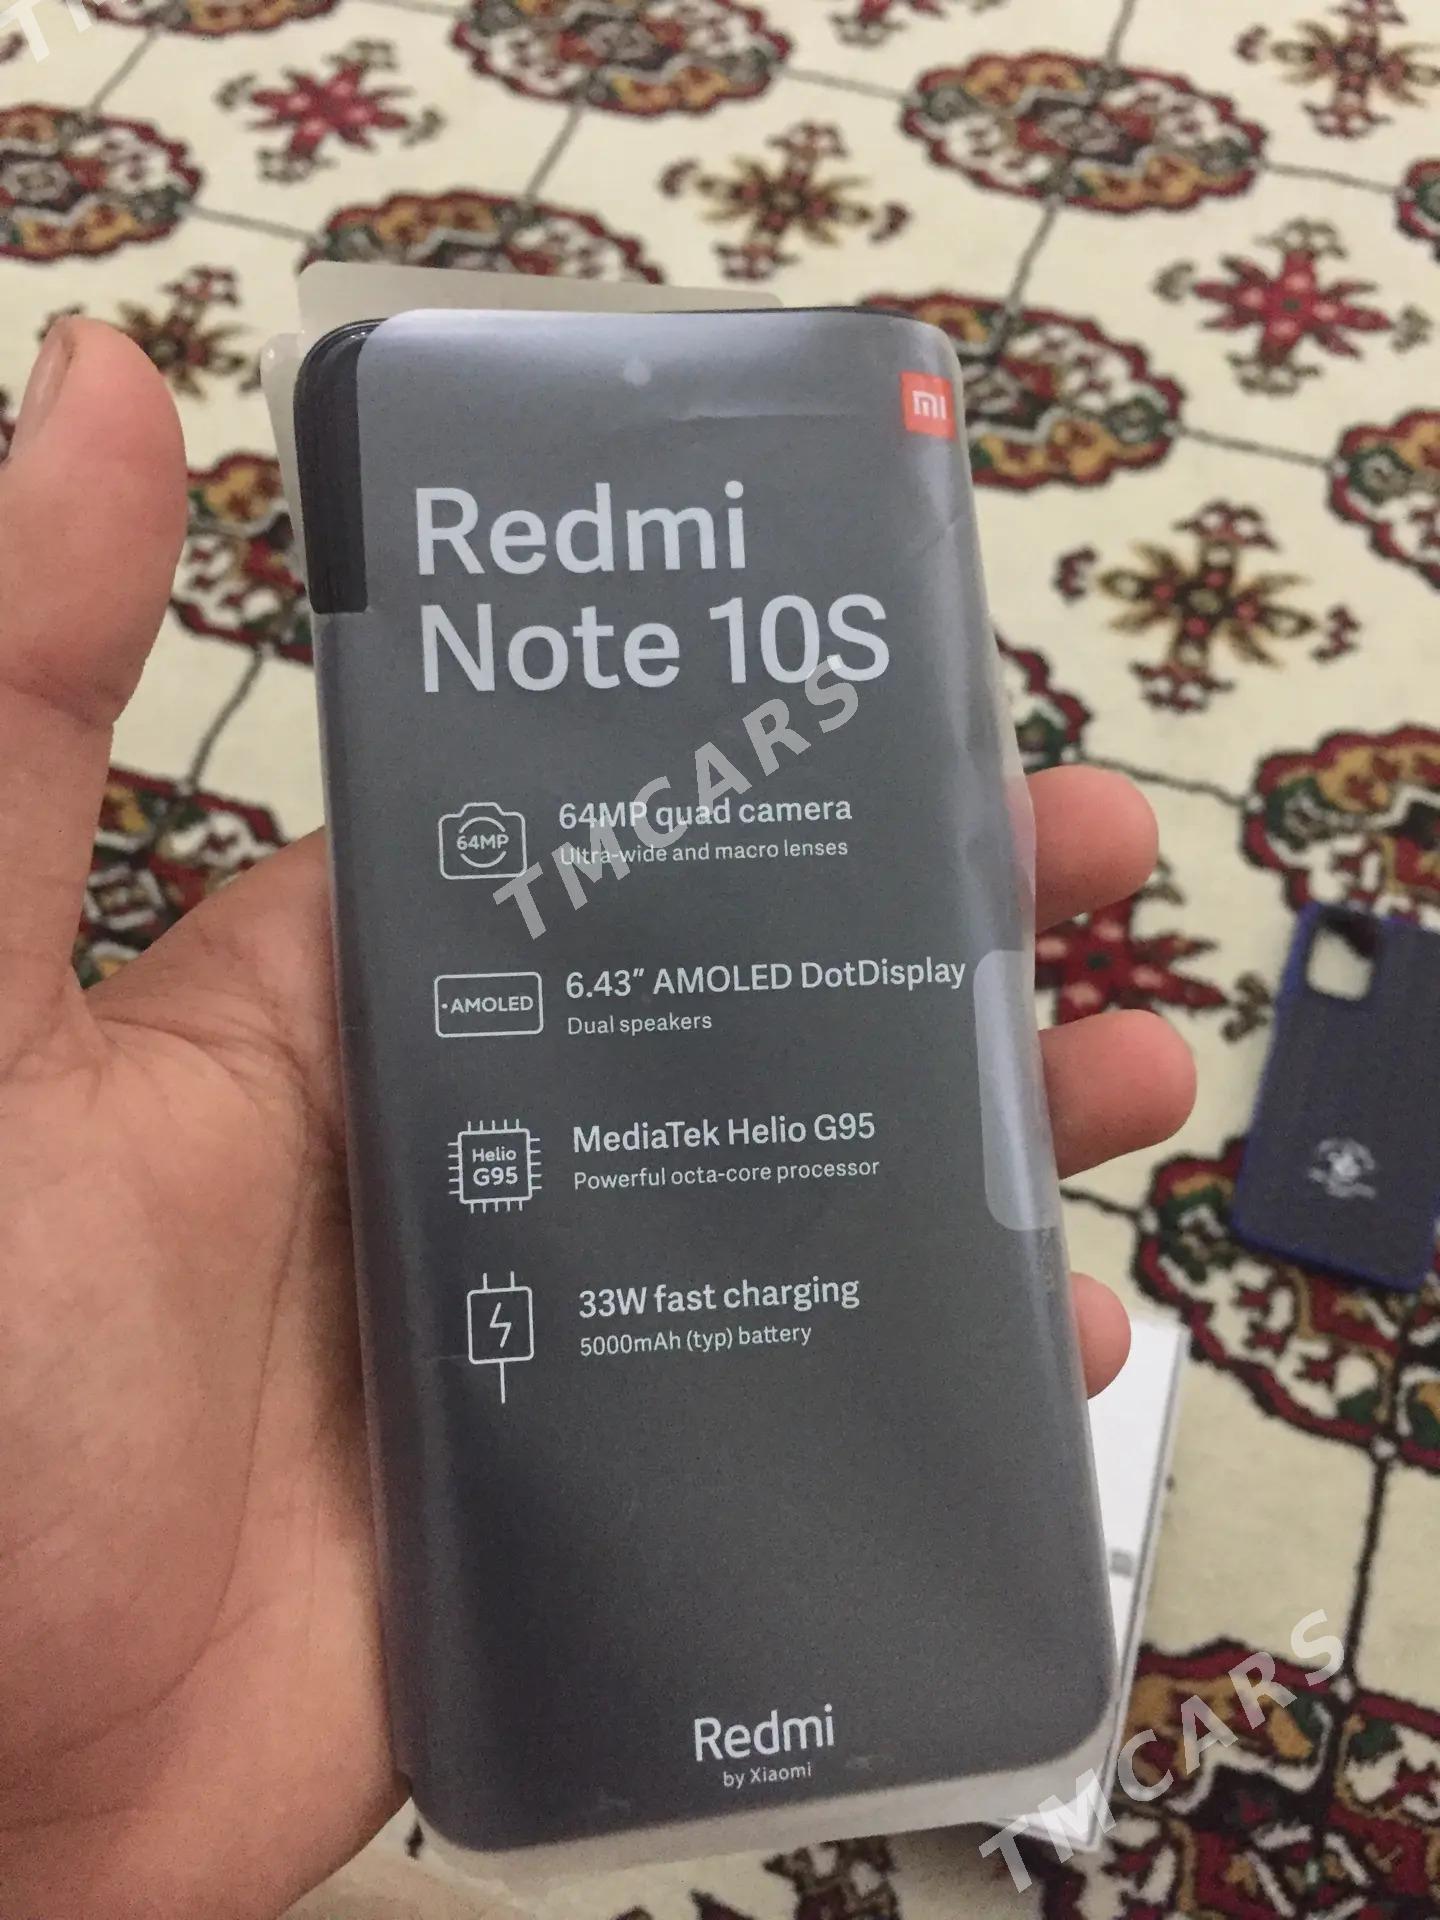 mi
Redmi
Note 10S
64MP
64MP quad camera
Ultra-wide and macro lenses
AMOLED
6.43" AMOLED DotDisplay
Dual speakers
Helio
G95
MediaTek Helio G95
Powerful octa-core processor
33W fast charging
5000mAh (typ) battery
Redmi
by Xiaomi
TMCARS
TMCARS